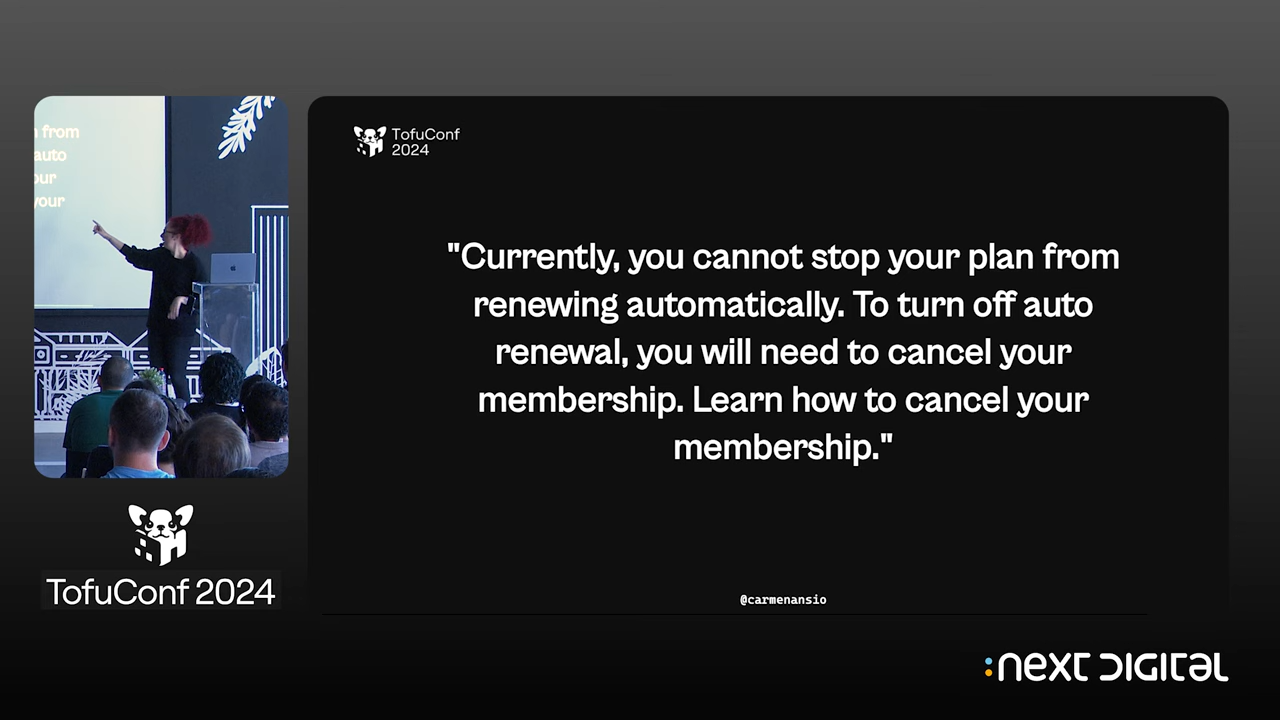 n from
auto
our
your
TofuConf
2024
"Currently, you cannot stop your plan from
renewing automatically. To turn off auto
renewal, you will need to cancel your
membership. Learn how to cancel your
membership."
@carmenansio
TofuConf 2024
:next digital